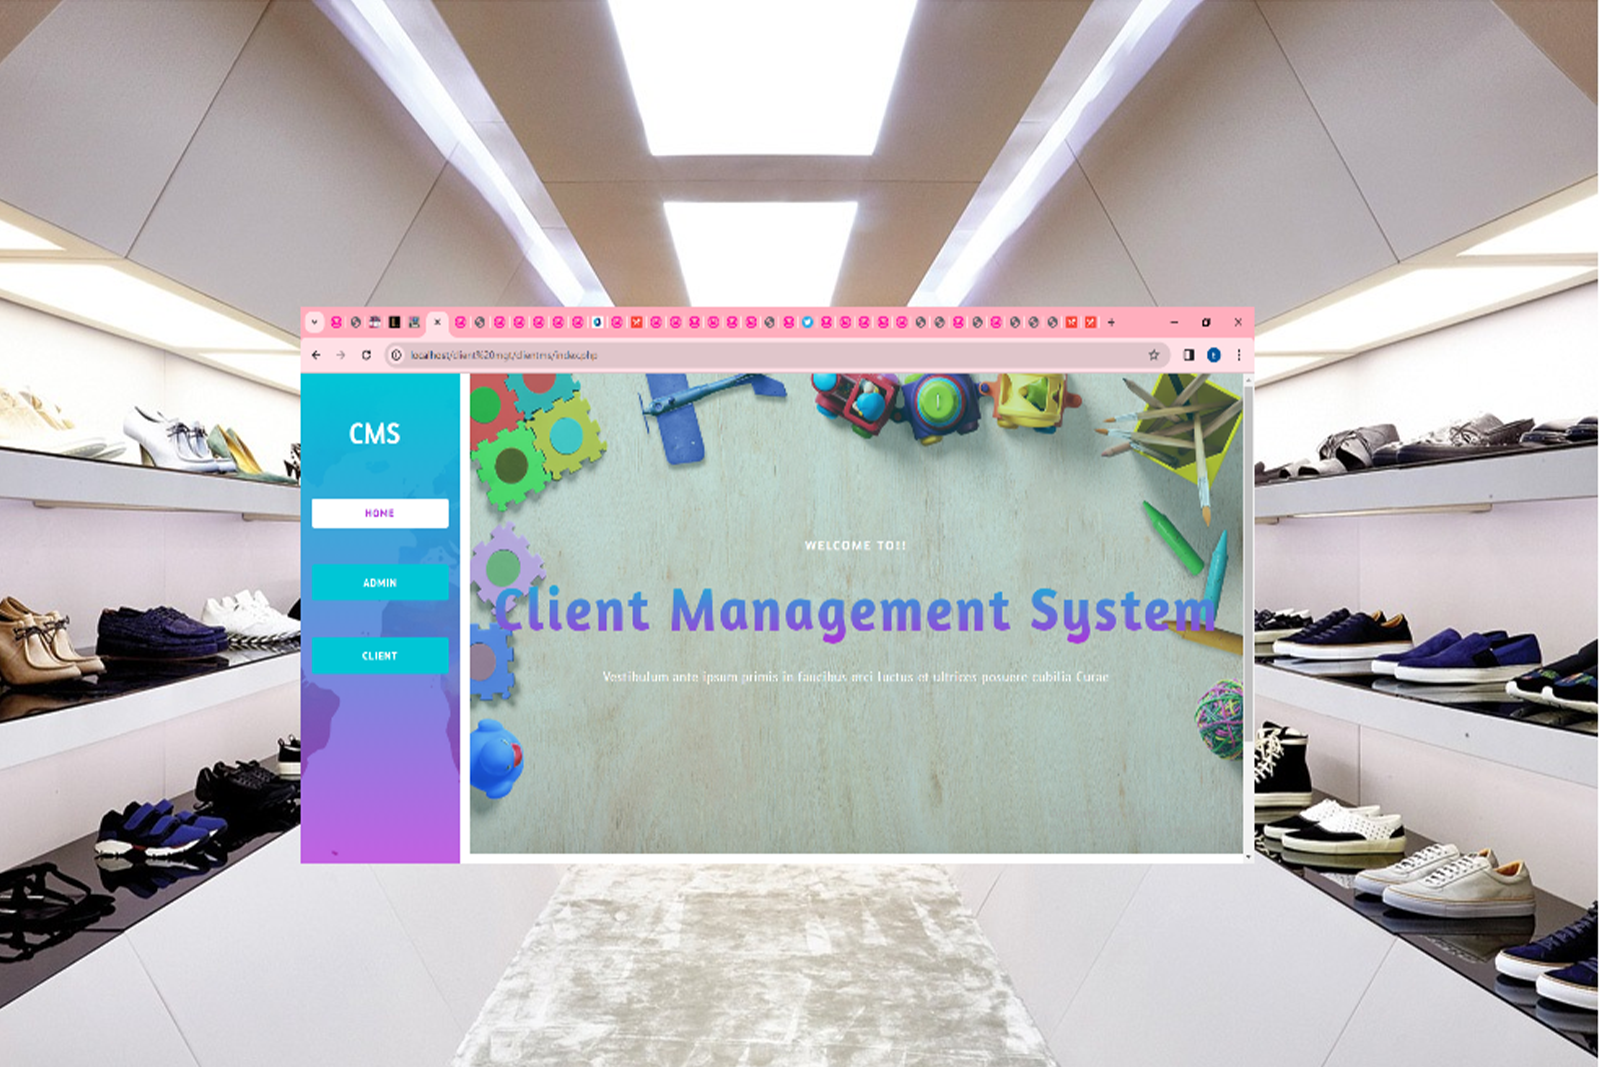 localhost/client%20mgt/clientms/index.php
CMS
HOME
ADMIN
CLIENT
WELCOME TO!!
Client Management System
Vestibulum ante ipsum primis in faucibus orci luctus et ultrices posuere cubilia Curae